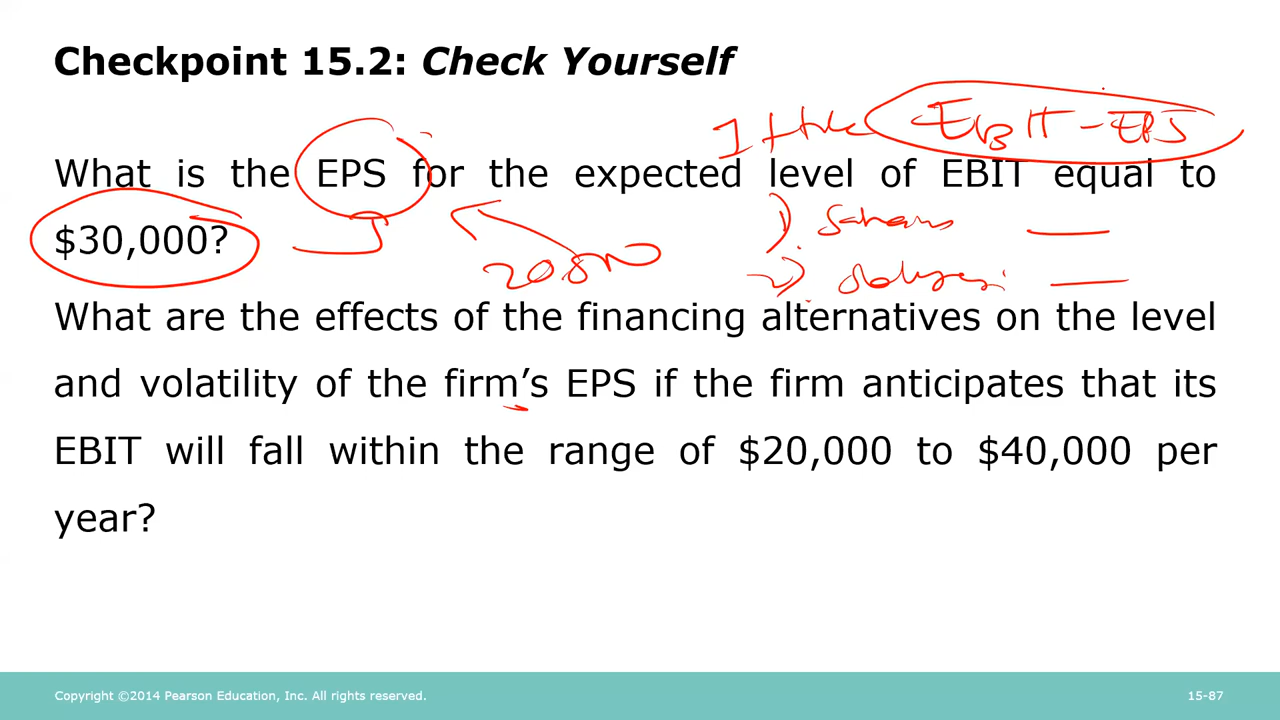 Checkpoint 15.2: Check Yourself
EBIT - EPS
What is the EPS for the expected level of EBIT equal to
1) Saham
$30,000?
2)
What are the effects of the financing alternatives on the level
and volatility of the firm’s EPS if the firm anticipates that its
EBIT will fall within the range of $20,000 to $40,000 per
year?
Copyright ©2014 Pearson Education, Inc. All rights reserved.
15-87